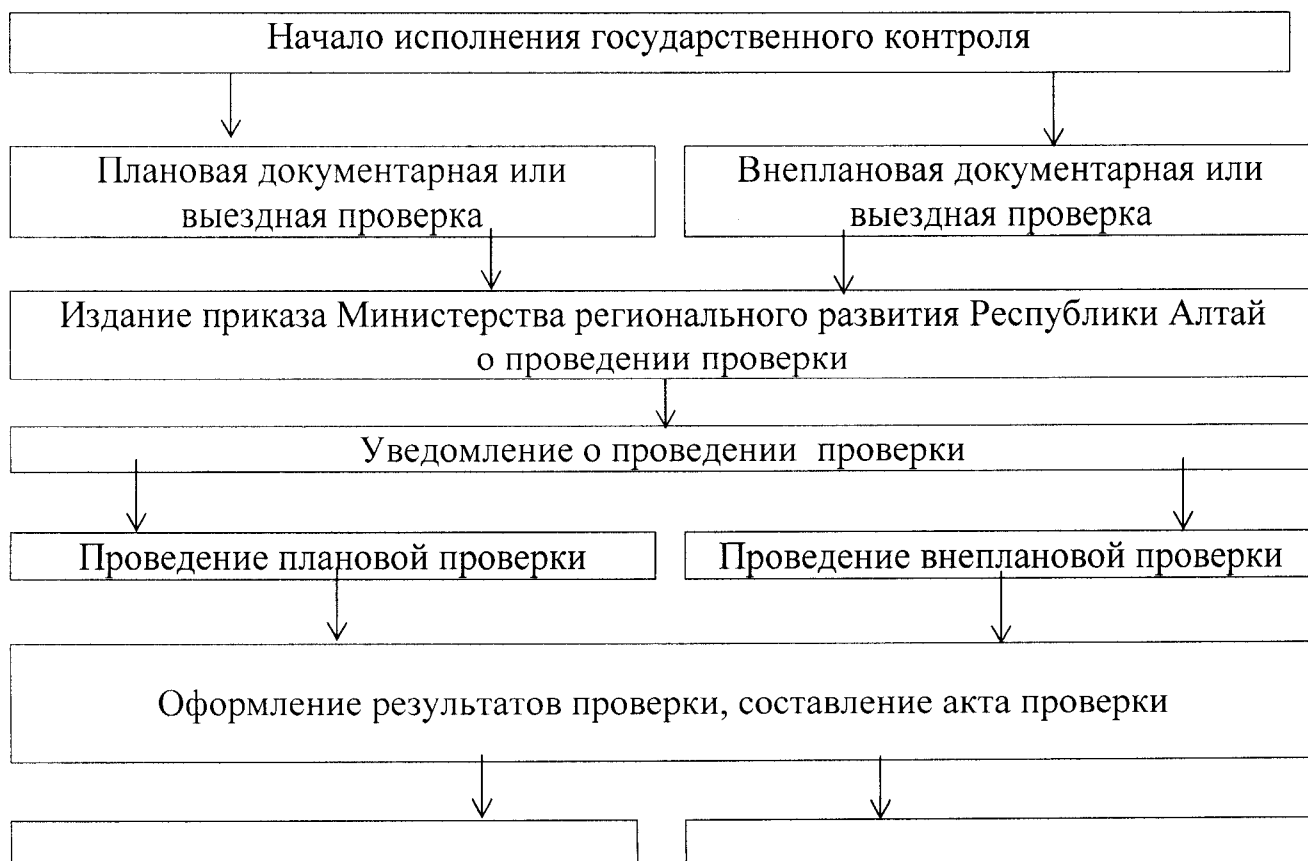 Начало исполнения государственного контроля
Плановая документарная или
выездная проверка
Внеплановая документарная или
выездная проверка
Издание приказа Министерства регионального развития Республики Алтай
о проведении проверки
Уведомление о проведении проверки
Проведение плановой проверки
Проведение внеплановой проверки
Оформление результатов проверки, составление акта проверки